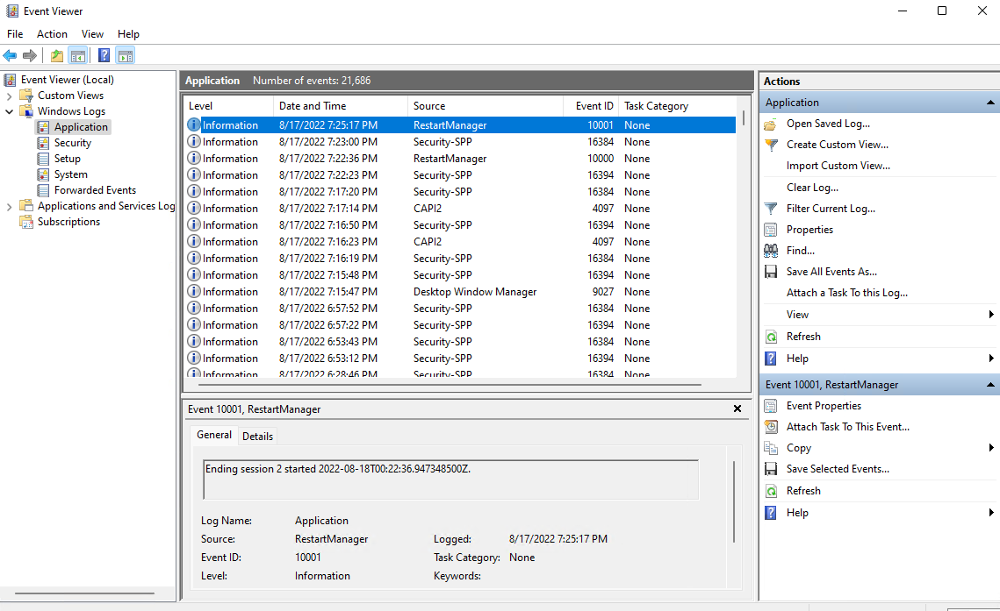 Event Viewer
File Action View Help
Event Viewer (Local)
Custom Views
Windows Logs
Application
Security
Setup
System
Forwarded Events
Applications and Services Log
Subscriptions
Application Number of events: 21,686
Level Date and Time Source Event ID Task Category
Information 8/17/2022 7:25:17 PM RestartManager 10001 None
Information 8/17/2022 7:23:00 PM Security-SPP 16384 None
Information 8/17/2022 7:22:36 PM RestartManager 10000 None
Information 8/17/2022 7:22:23 PM Security-SPP 16394 None
Information 8/17/2022 7:17:20 PM Security-SPP 16384 None
Information 8/17/2022 7:17:14 PM CAPI2 4097 None
Information 8/17/2022 7:16:50 PM Security-SPP 16394 None
Information 8/17/2022 7:16:23 PM CAPI2 4097 None
Information 8/17/2022 7:16:19 PM Security-SPP 16384 None
Information 8/17/2022 7:15:48 PM Security-SPP 16394 None
Information 8/17/2022 7:15:47 PM Desktop Window Manager 9027 None
Information 8/17/2022 6:57:52 PM Security-SPP 16384 None
Information 8/17/2022 6:57:22 PM Security-SPP 16394 None
Information 8/17/2022 6:53:43 PM Security-SPP 16384 None
Information 8/17/2022 6:53:12 PM Security-SPP 16394 None
Information 8/17/2022 6:28:46 PM Security-SPP 16384 None
Event 10001, RestartManager
General Details
Ending session 2 started 2022-08-18T00:22:36.947348500Z.
Log Name: Application
Source: RestartManager Logged: 8/17/2022 7:25:17 PM
Event ID: 10001 Task Category: None
Level: Information Keywords:
Actions
Application
Open Saved Log...
Create Custom View...
Import Custom View...
Clear Log...
Filter Current Log...
Properties
Find...
Save All Events As...
Attach a Task To this Log...
View
Refresh
Help
Event 10001, RestartManager
Event Properties
Attach Task To This Event...
Copy
Save Selected Events...
Refresh
Help